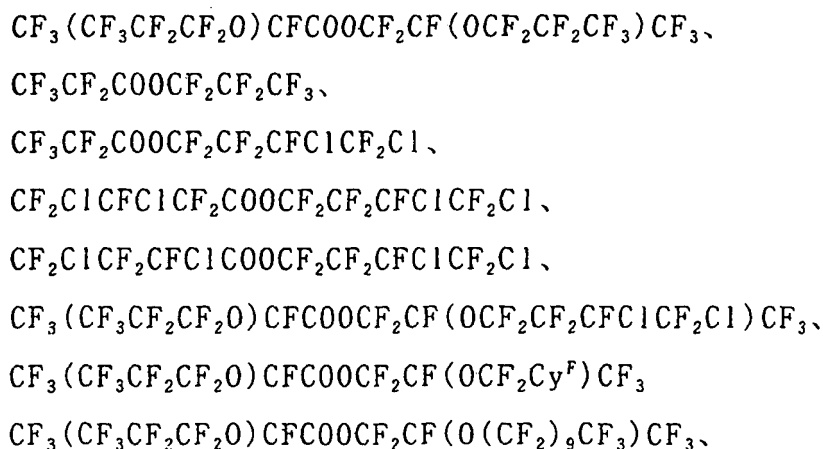 CF₃(CF₃CF₂CF₂O)CFCOOCF₂CF(OCF₂CF₂CF₃)CF₃、
CF₃CF₂COOCF₂CF₂CF₃、
CF₃CF₂COOCF₂CF₂CFClCF₂Cl、
CF₂ClCFClCF₂COOCF₂CF₂CFClCF₂Cl、
CF₂ClCF₂CFClCOOCF₂CF₂CFClCF₂Cl、
CF₃(CF₃CF₂CF₂O)CFCOOCF₂CF(OCF₂CF₂CFClCF₂Cl)CF₃、
CF₃(CF₃CF₂CF₂O)CFCOOCF₂CF(OCF₂Cyᶠ)CF₃
CF₃(CF₃CF₂CF₂O)CFCOOCF₂CF(O(CF₂)₉CF₃)CF₃、